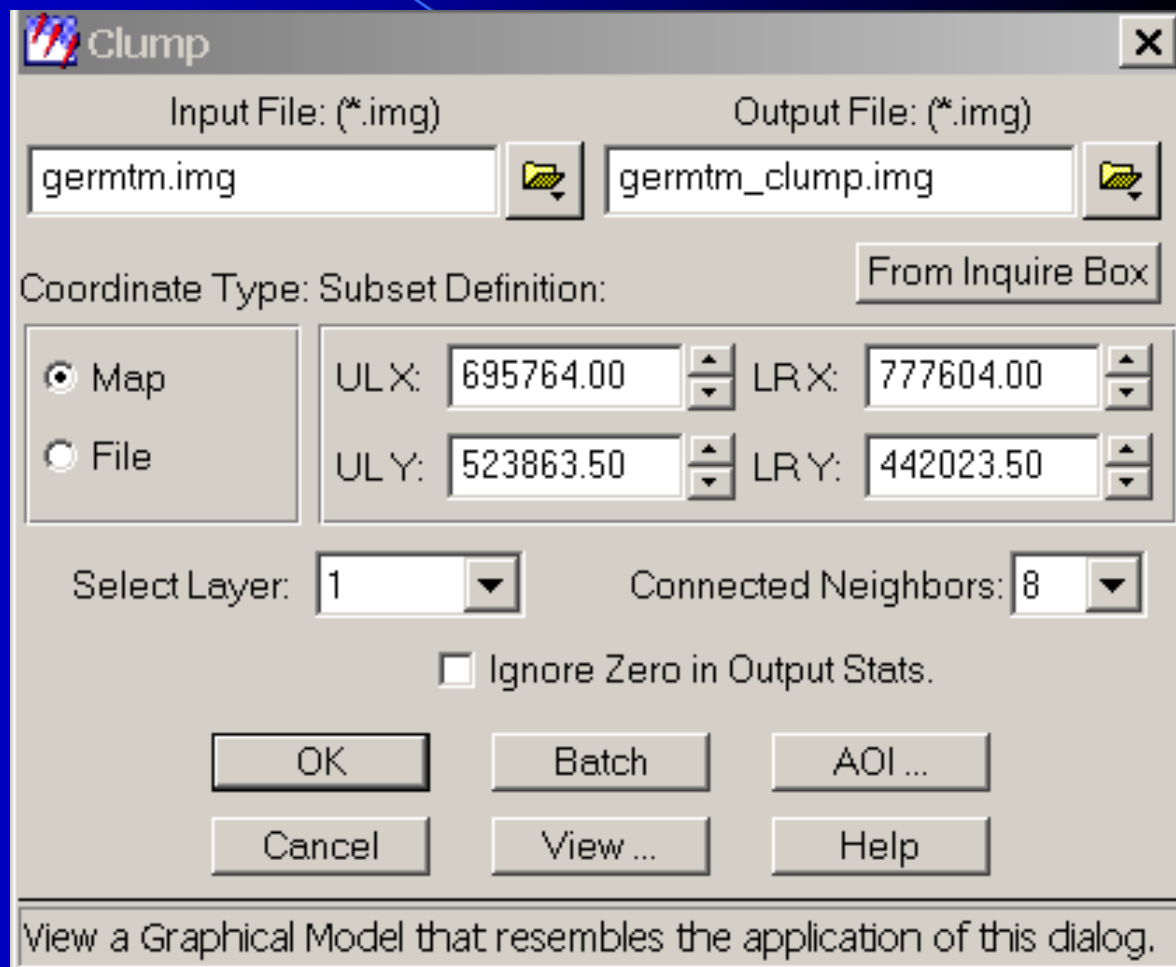 Clump
Input File: (*.img) Output File: (*.img)
germtm.img germtm_clump.img
From Inquire Box
Coordinate Type: Subset Definition:
Map ULX: 695764.00 LRX: 777604.00
File ULY: 523863.50 LRY: 442023.50
Select Layer: 1 Connected Neighbors: 8
Ignore Zero in Output Stats.
OK Batch AOI ...
Cancel View ... Help
View a Graphical Model that resembles the application of this dialog.